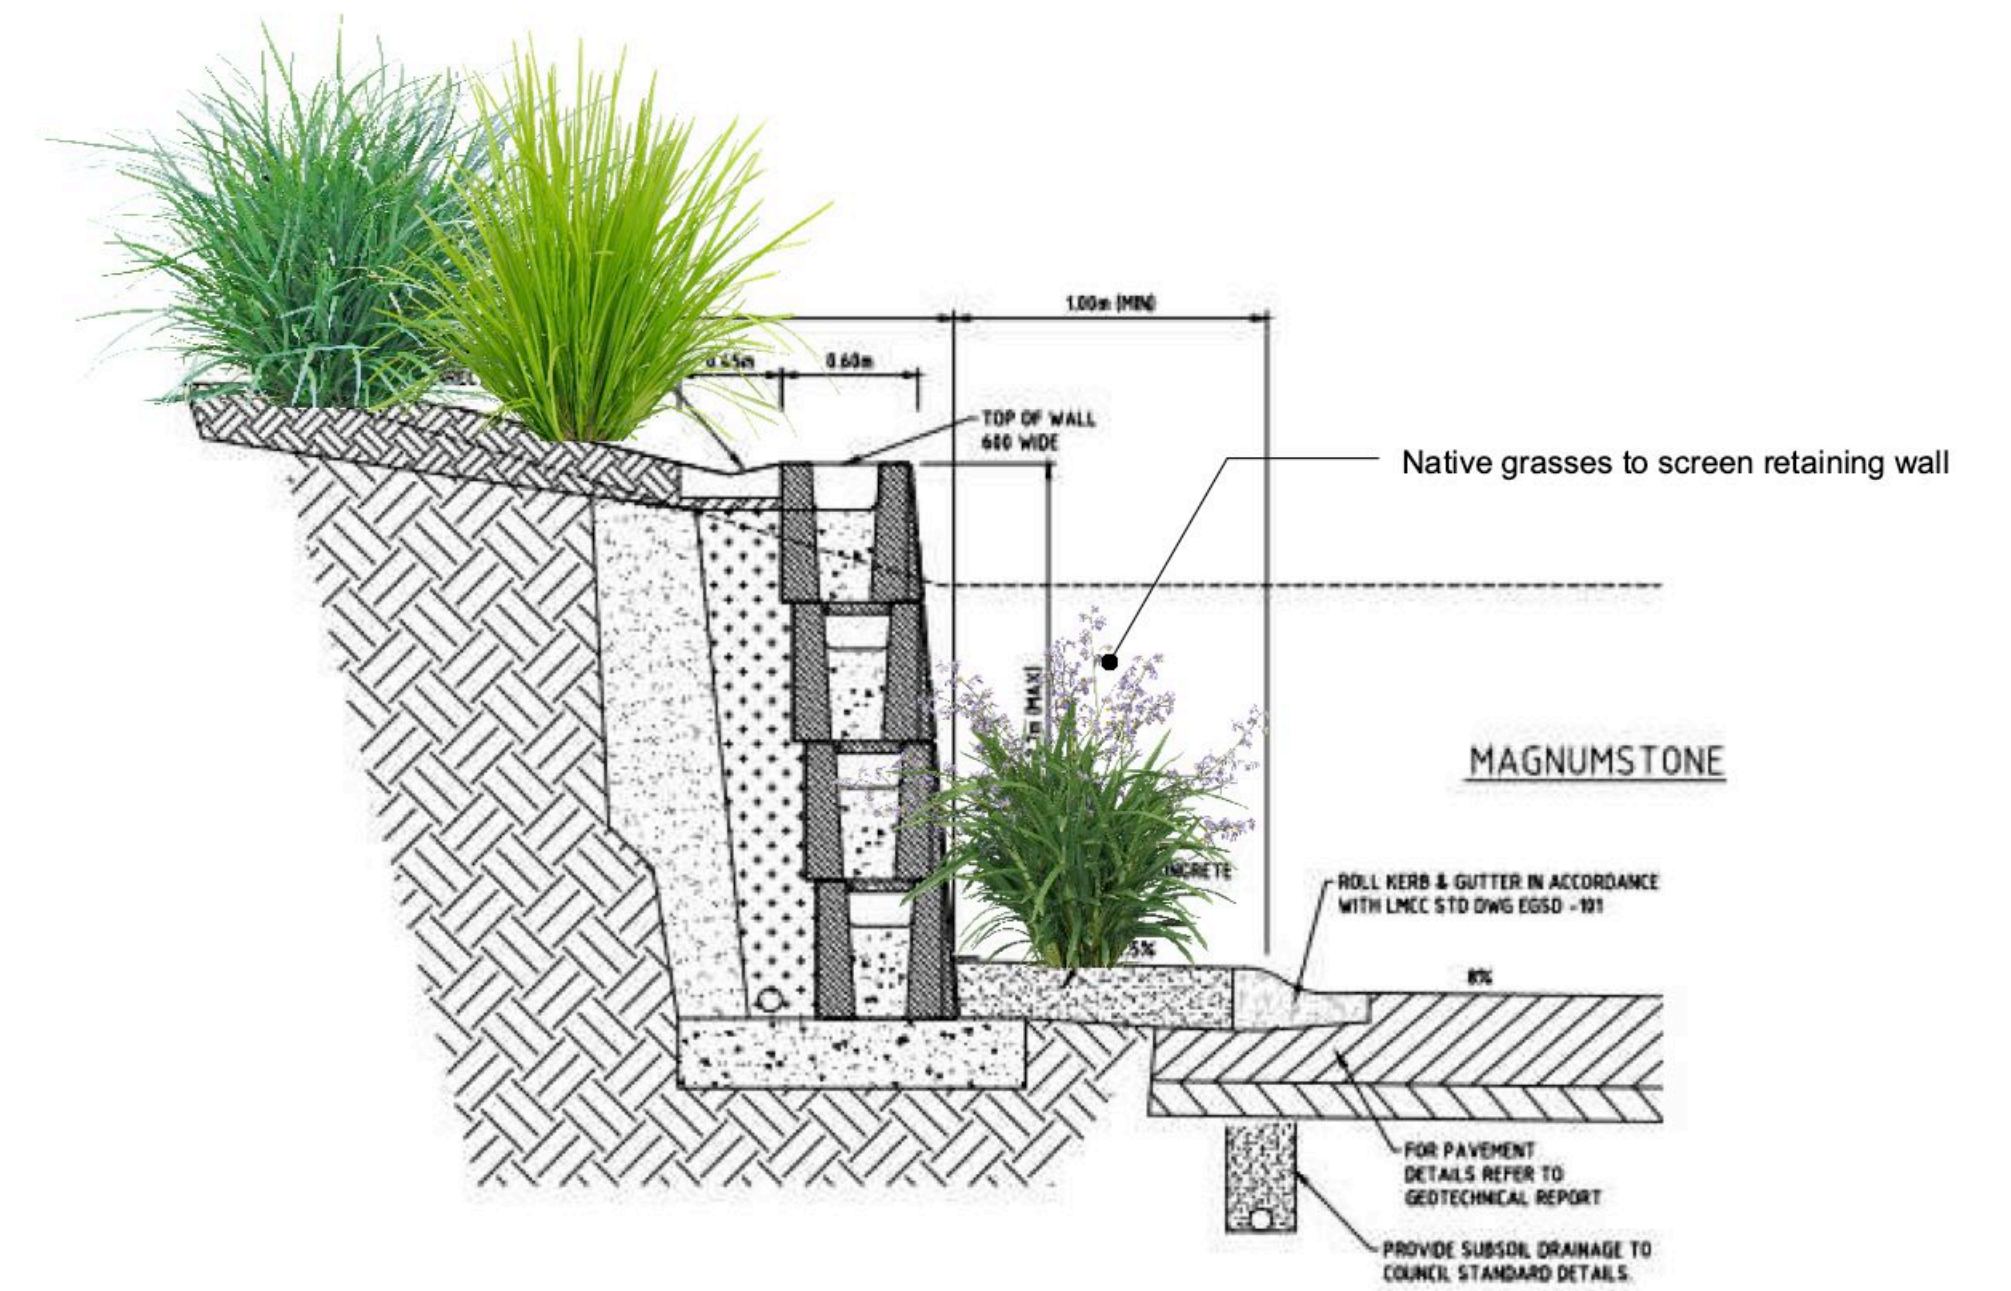 1.00m (MIN)
0.45m
0.60m
TOP OF WALL
600 WIDE
Native grasses to screen retaining wall
(MAX)
MAGNUMSTONE
ROLL KERB & GUTTER IN ACCORDANCE
WITH LMCC STD DWG EGSD -101
5%
8%
FOR PAVEMENT
DETAILS REFER TO
GEOTECHNICAL REPORT
PROVIDE SUBSOIL DRAINAGE TO
COUNCIL STANDARD DETAILS.